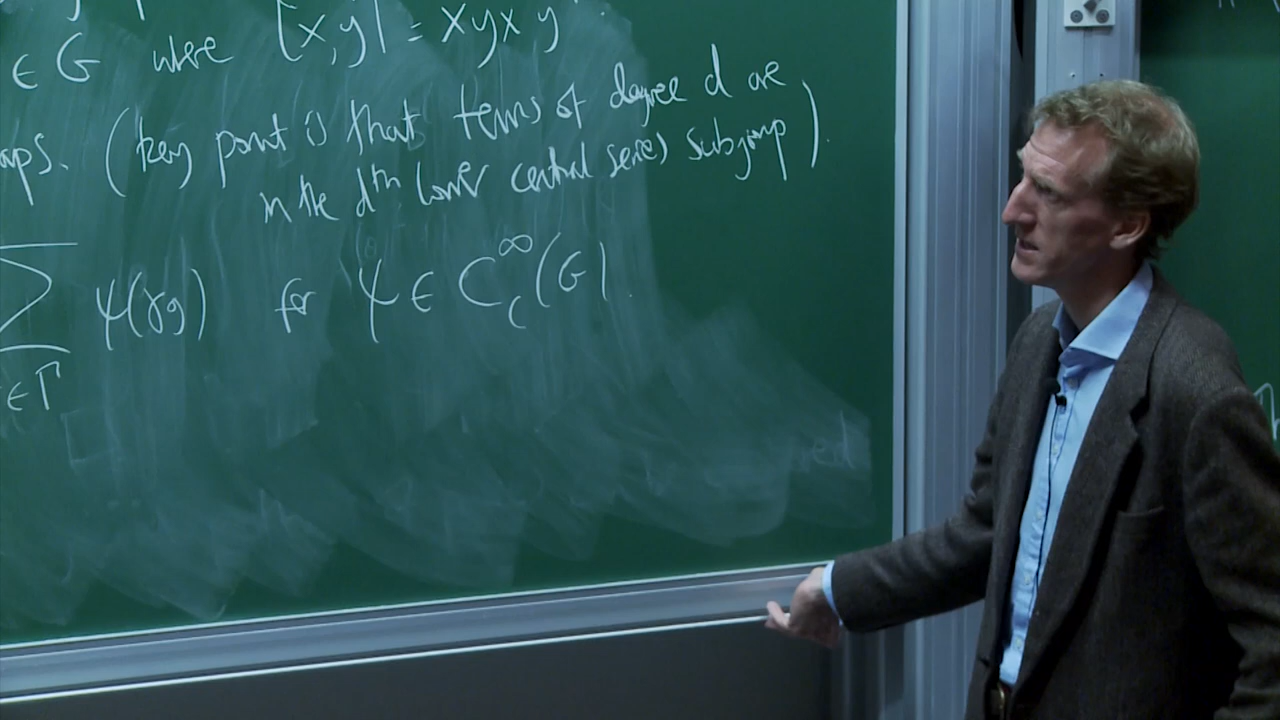 ∈ G where [x,y] = xyx y
aps. (key point is that terms of degree d are
in the dth lower central series subgroup).
∑ ψ(γg) for ψ ∈ C_c^∞(G).
∈ Γ